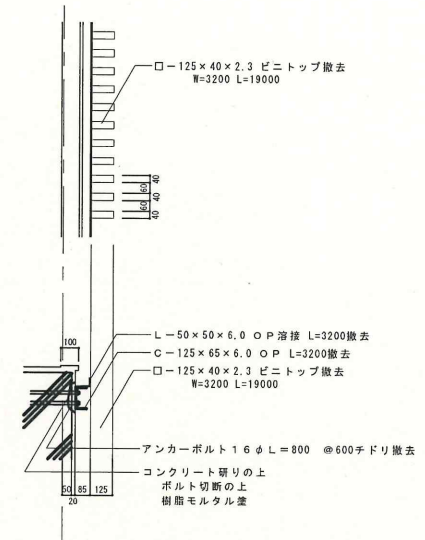 □－125×40×2.3 ビニトップ撤去
W=3200 L=19000
40
60
40
60
40
100
L－50×50×6.0 OP溶接 L=3200撤去
C－125×65×6.0 OP L=3200撤去
□－125×40×2.3 ビニトップ撤去
W=3200 L=19000
アンカーボルト16φL=800 @600チドリ撤去
コンクリート研りの上
ボルト切断の上
樹脂モルタル塗
50 85 125
20